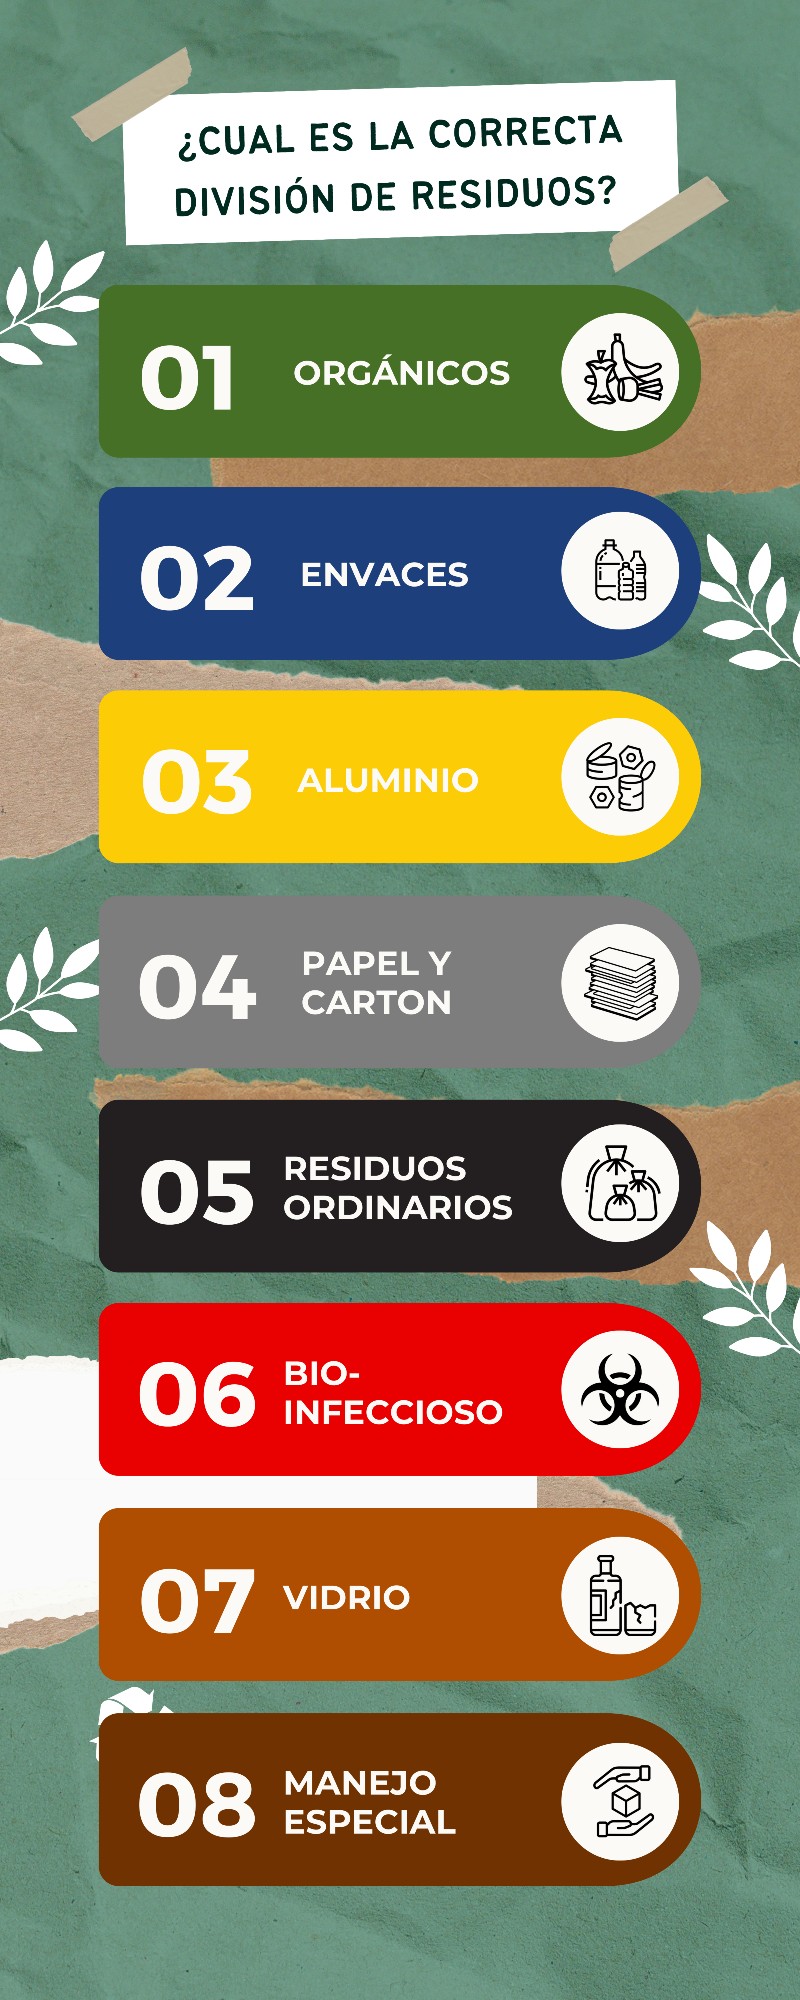 ¿CUAL ES LA CORRECTA
DIVISIÓN DE RESIDUOS?
01 ORGÁNICOS
02 ENVACES
03 ALUMINIO
04 PAPEL Y
CARTON
05 RESIDUOS
ORDINARIOS
06 BIO-
INFECCIOSO
07 VIDRIO
08 MANEJO
ESPECIAL